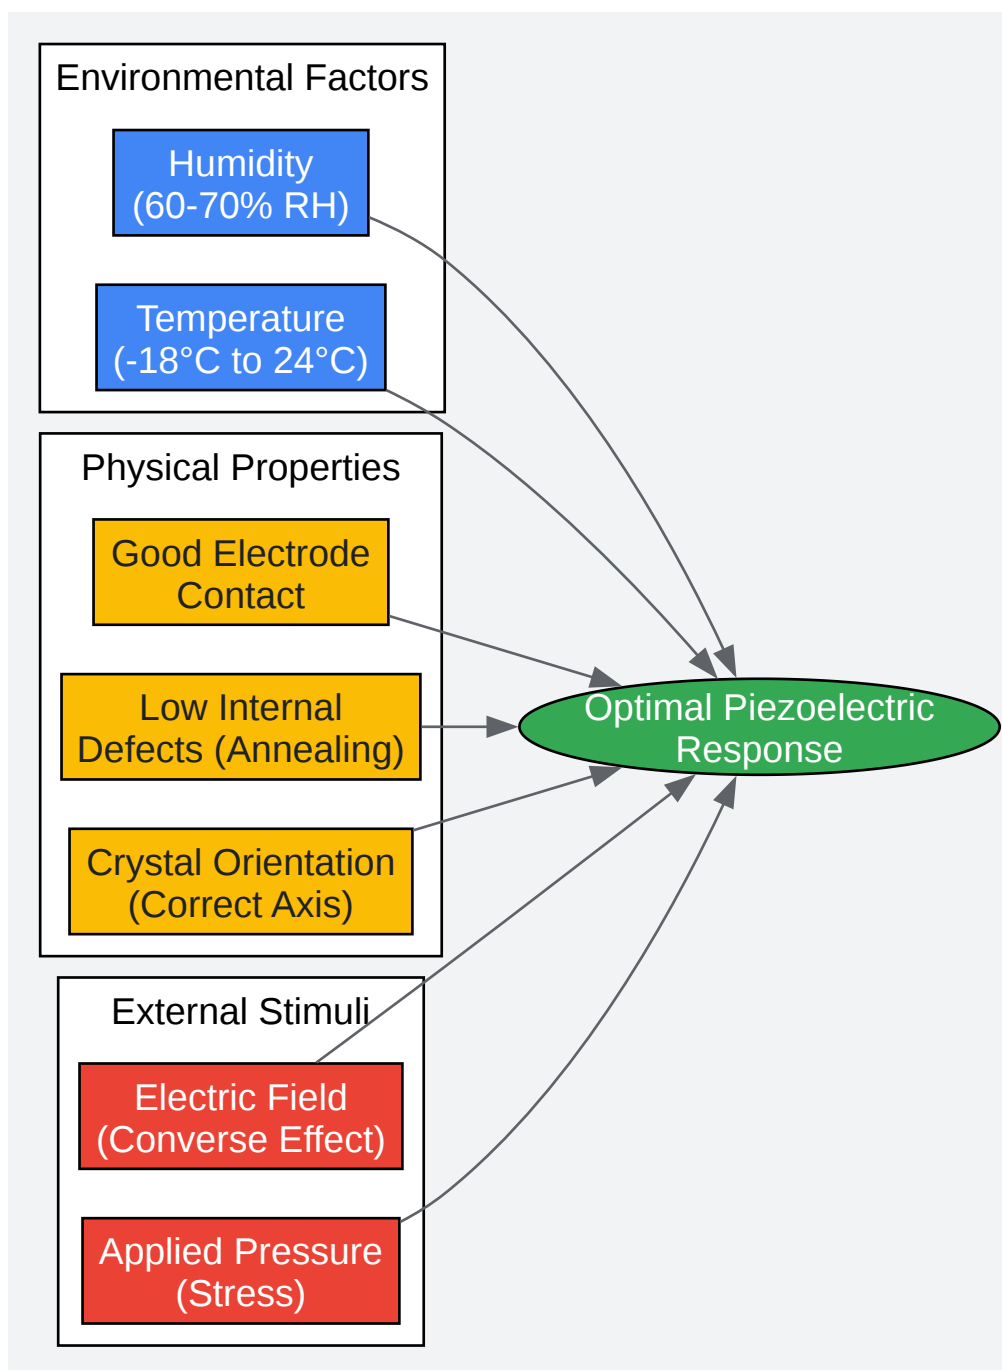 Environmental Factors
Humidity
(60-70% RH)
Temperature
(-18°C to 24°C)
Physical Properties
Good Electrode
Contact
Low Internal
Defects (Annealing)
Crystal Orientation
(Correct Axis)
External Stimuli
Electric Field
(Converse Effect)
Applied Pressure
(Stress)
Optimal Piezoelectric
Response